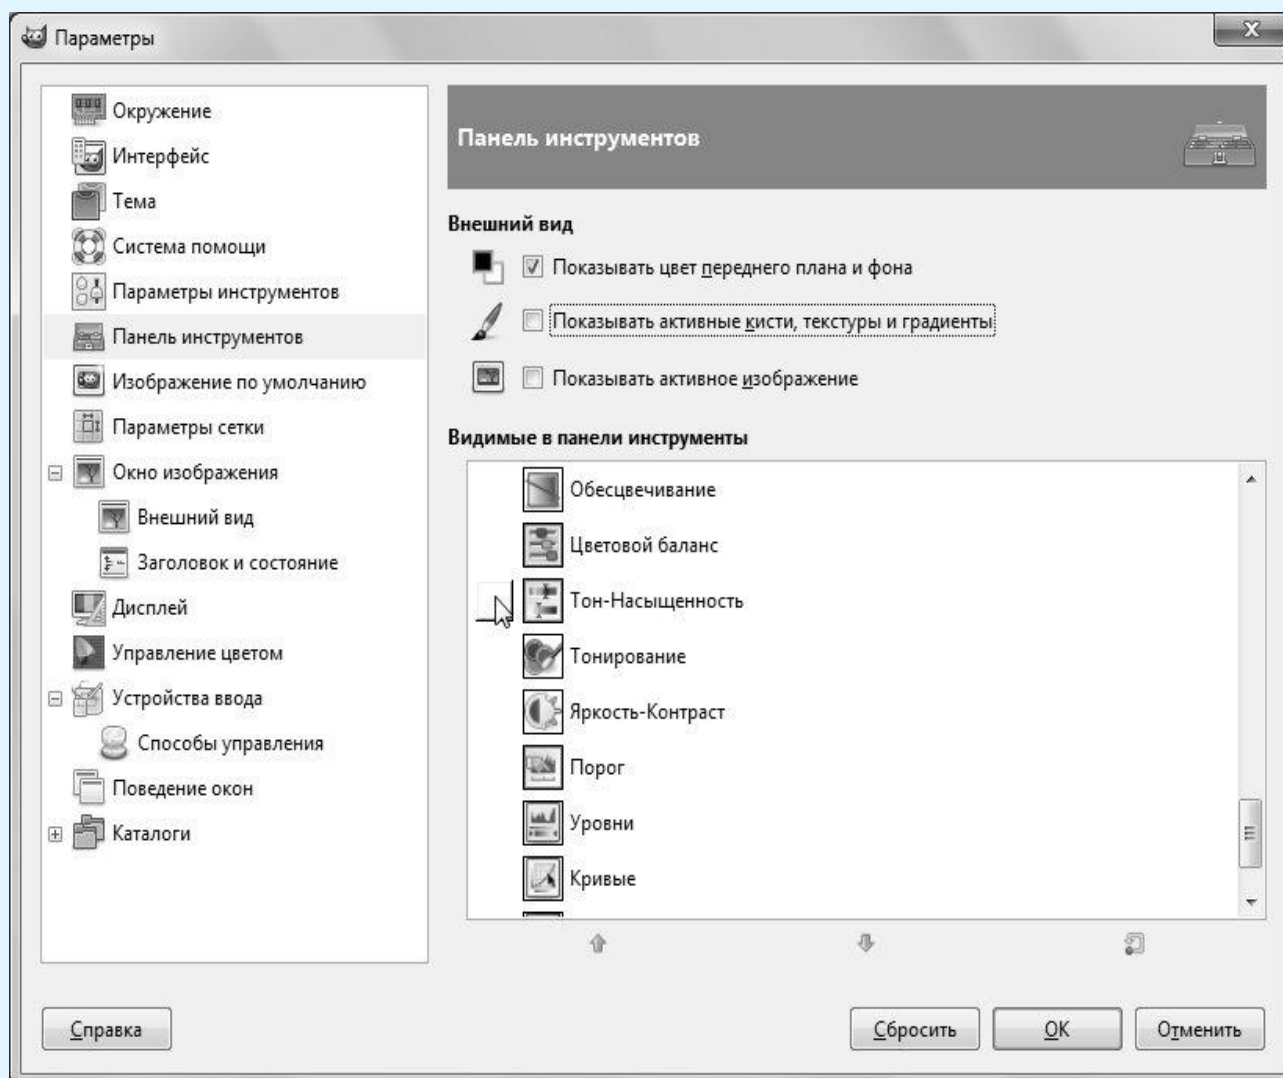 Параметры
Окружение
Интерфейс
Тема
Система помощи
Параметры инструментов
Панель инструментов
Изображение по умолчанию
Параметры сетки
Окно изображения
Внешний вид
Заголовок и состояние
Дисплей
Управление цветом
Устройства ввода
Способы управления
Поведение окон
Каталоги
Панель инструментов
Внешний вид
Показывать цвет переднего плана и фона
Показывать активные кисти, текстуры и градиенты
Показывать активное изображение
Видимые в панели инструменты
Обесцвечивание
Цветовой баланс
Тон-Насыщенность
Тонирование
Яркость-Контраст
Порог
Уровни
Кривые
Справка
Сбросить
OK
Отменить